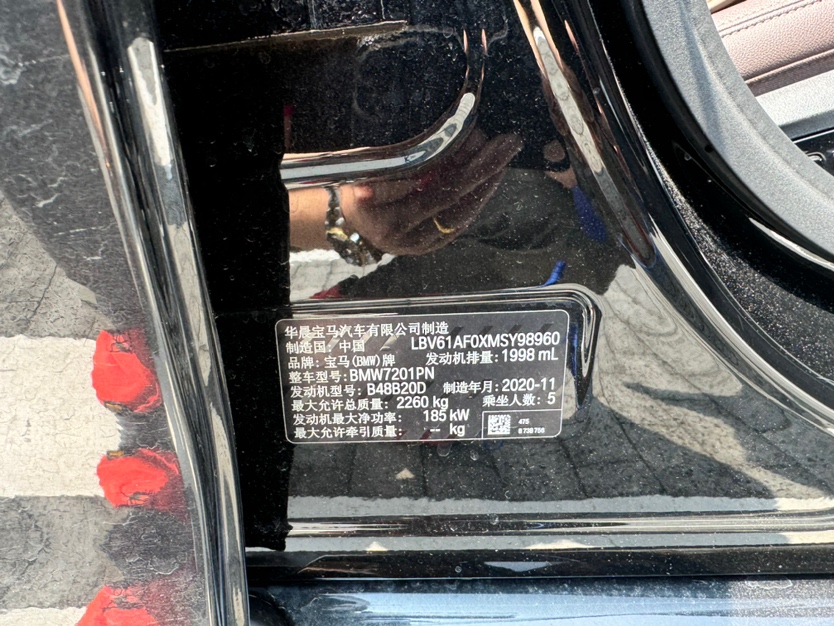 华晨宝马汽车有限公司制造
制造国：中国 LBV61AF0XMSY98960
品牌：宝马(BMW)牌 发动机排量：1998 mL
整车型号：BMW7201PN
发动机型号：B48B20D 制造年月：2020-11
最大允许总质量：2260 kg 乘坐人数：5
发动机最大净功率：185 kW
最大允许牵引质量：-- kg
475
8 738 756